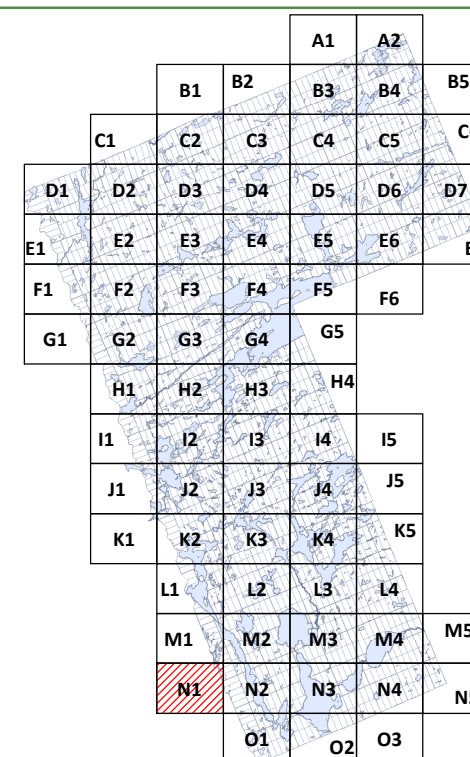 A1 A2
B1 B2 B3 B4 B5
C1 C2 C3 C4 C5
D1 D2 D3 D4 D5 D6 D7
E1 E2 E3 E4 E5 E6
F1 F2 F3 F4 F5 F6
G1 G2 G3 G4 G5
H1 H2 H3 H4
I1 I2 I3 I4 I5
J1 J2 J3 J4 J5
K1 K2 K3 K4 K5
L1 L2 L3 L4
M1 M2 M3 M4 M5
N1 N2 N3 N4
O1 O2 O3